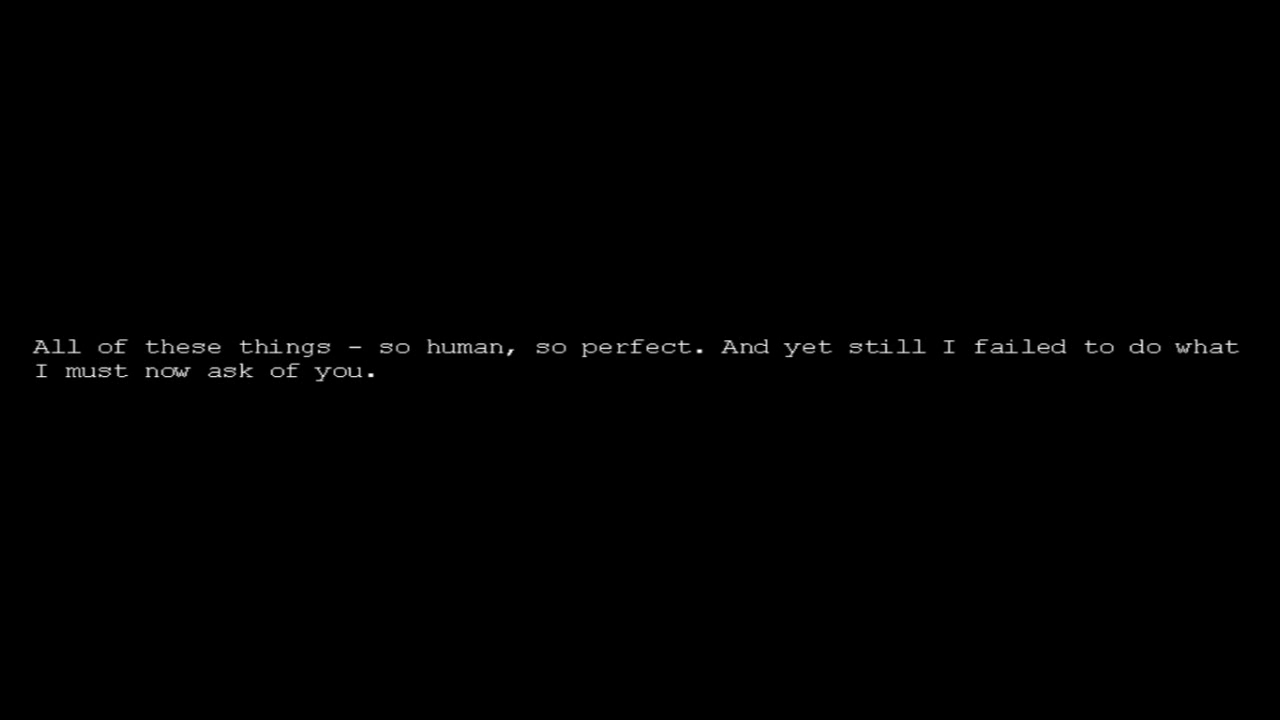 All of these things - so human, so perfect. And yet still I failed to do what
I must now ask of you.